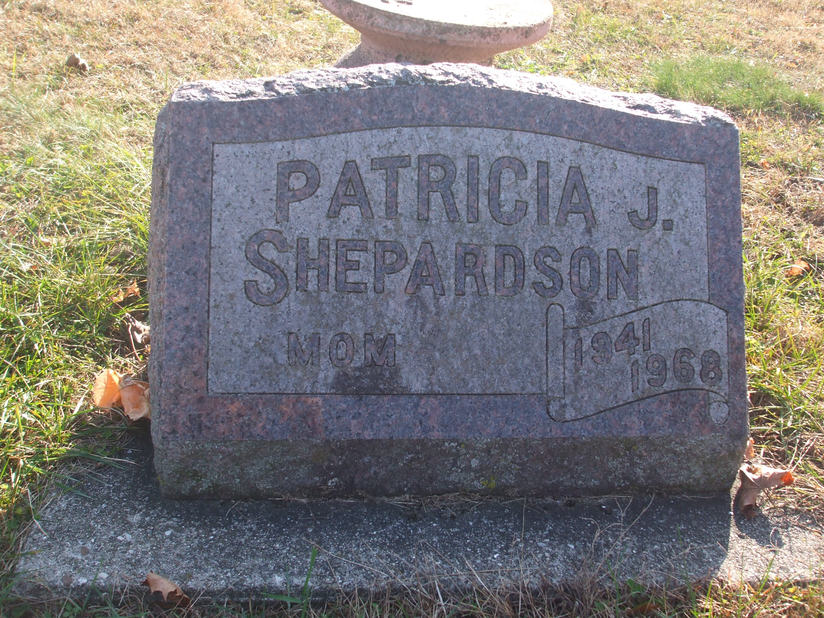 PATRICIA J.
SHEPARDSON
MOM
1941
1968